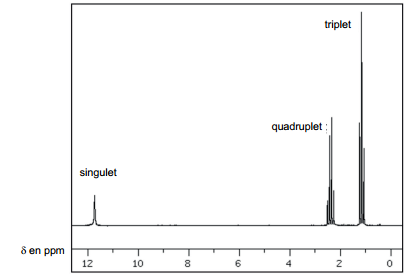 triplet
quadruplet :
singulet
δ en ppm
12 10 8 6 4 2 0